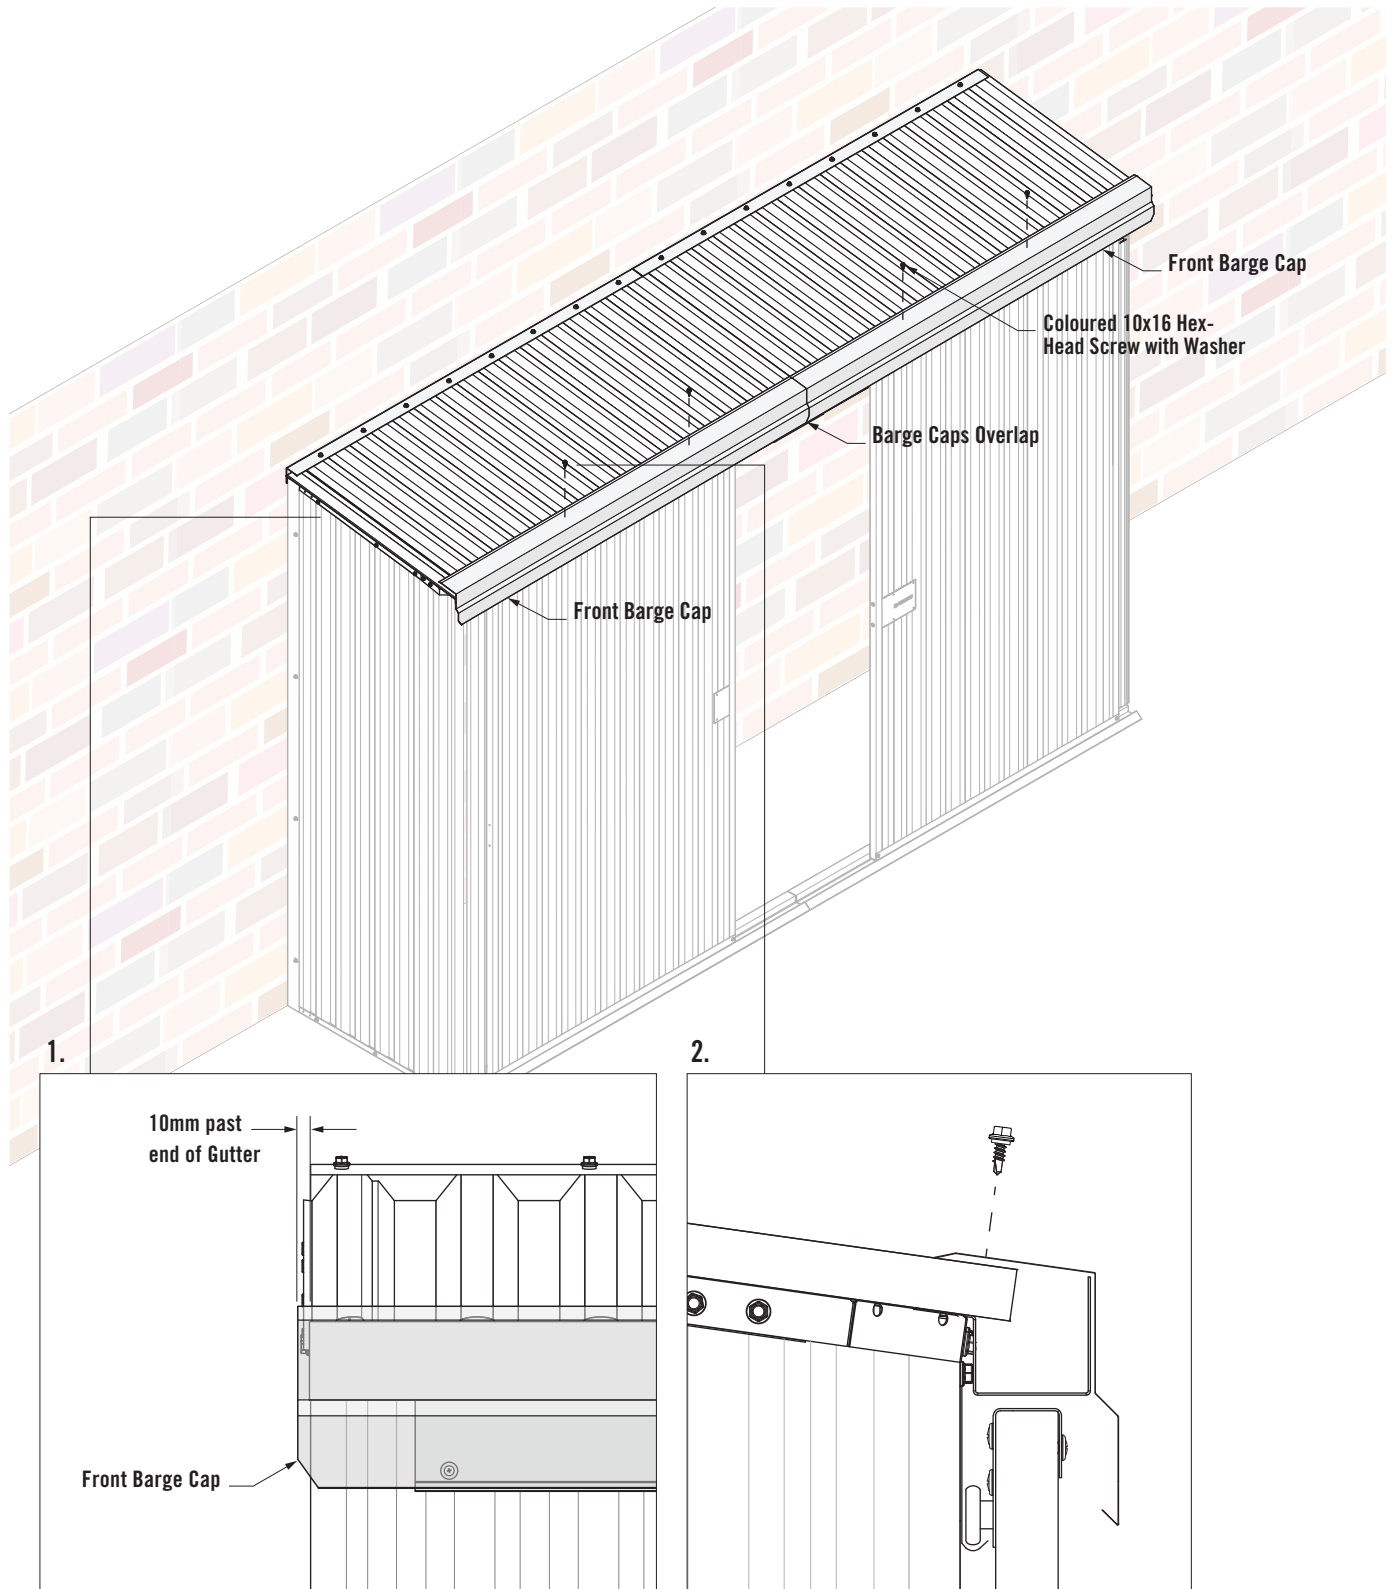 Front Barge Cap
Coloured 10x16 Hex-
Head Screw with Washer
Barge Caps Overlap
Front Barge Cap
1.
2.
10mm past
end of Gutter
Front Barge Cap